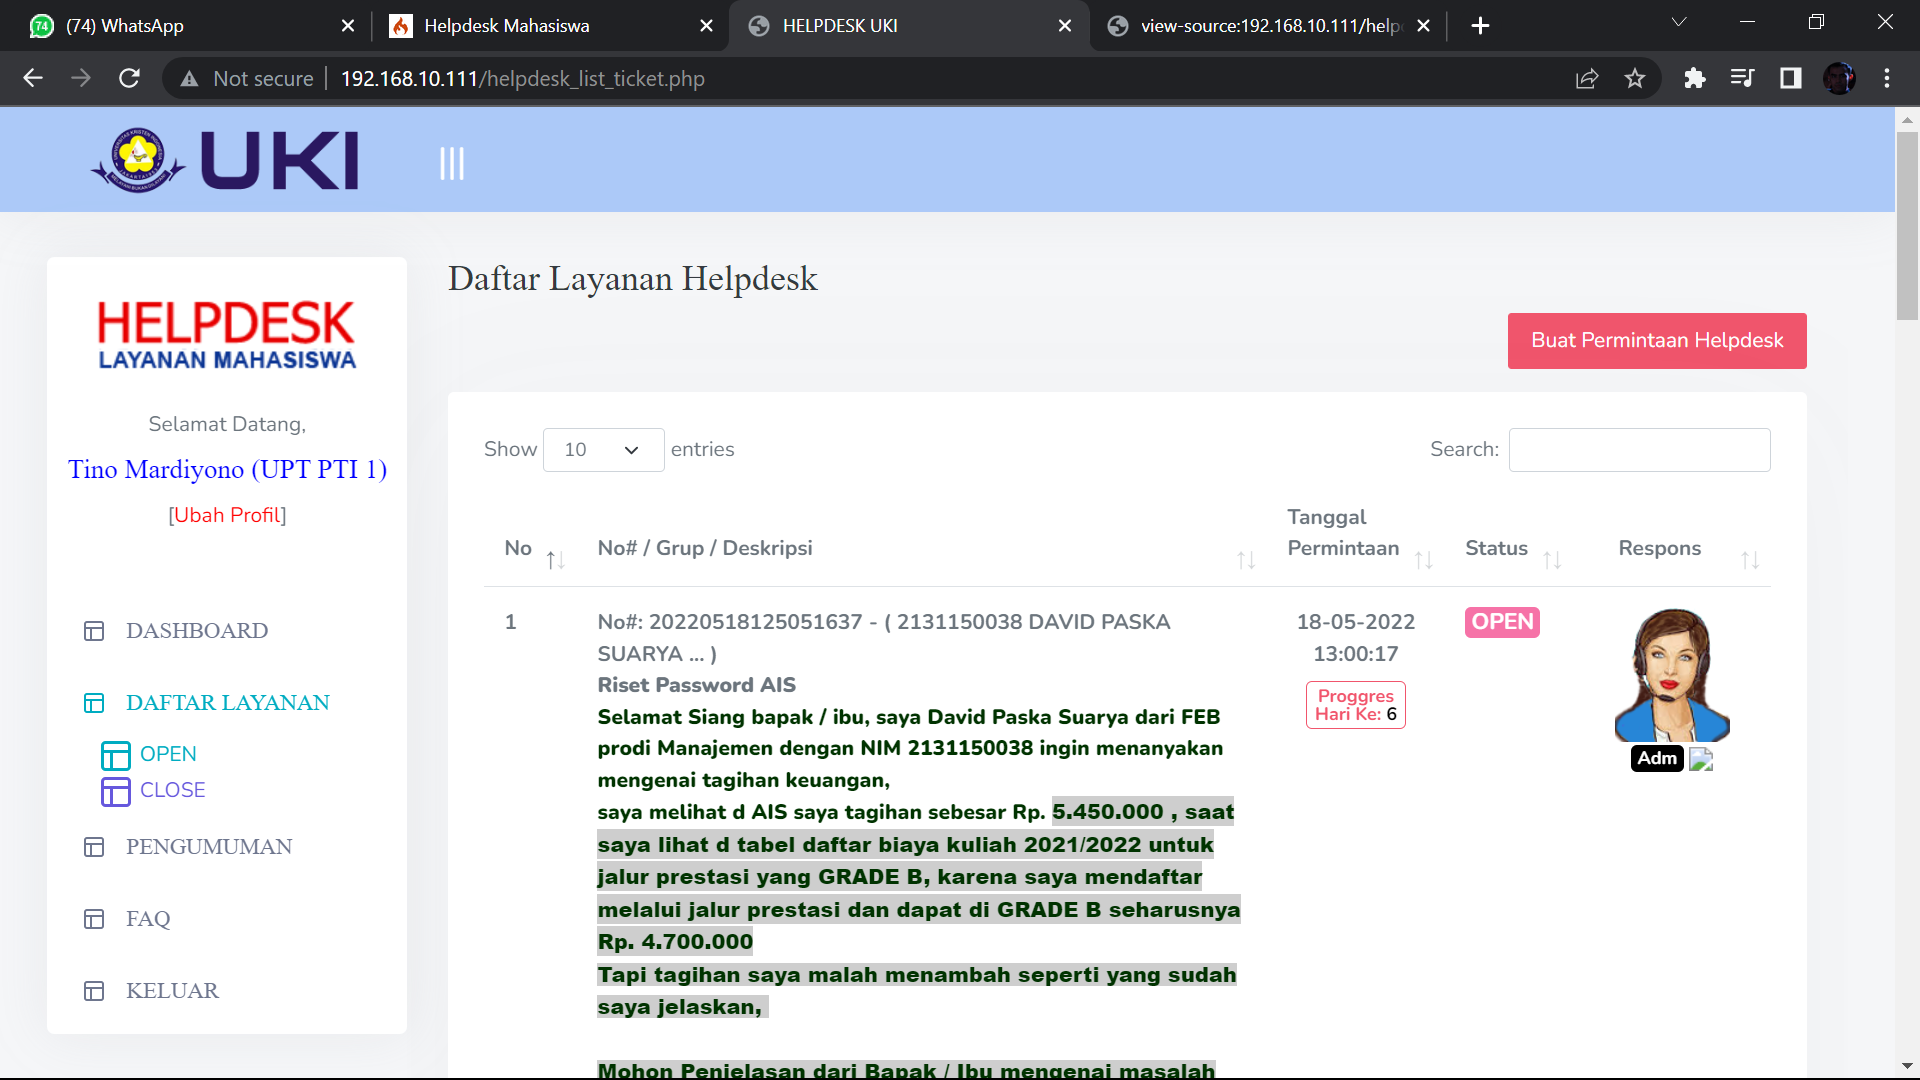 (74) WhatsApp
Helpdesk Mahasiswa
HELPDESK UKI
view-source:192.168.10.111/help
Not secure
192.168.10.111/helpdesk_list_ticket.php
UKI
HELPDESK
LAYANAN MAHASISWA
Selamat Datang,
Tino Mardiyono (UPT PTI 1)
[Ubah Profil]
DASHBOARD
DAFTAR LAYANAN
OPEN
CLOSE
PENGUMUMAN
FAQ
KELUAR
Daftar Layanan Helpdesk
Buat Permintaan Helpdesk
Show 10 entries
Search:
No
No# / Grup / Deskripsi
Tanggal
Permintaan
Status
Respons
1
No#: 20220518125051637 - ( 2131150038 DAVID PASKA
SUARYA ... )
Riset Password AIS
Selamat Siang bapak / ibu, saya David Paska Suarya dari FEB
prodi Manajemen dengan NIM 2131150038 ingin menanyakan
mengenai tagihan keuangan,
saya melihat d AIS saya tagihan sebesar Rp. 5.450.000 , saat
saya lihat d tabel daftar biaya kuliah 2021/2022 untuk
jalur prestasi yang GRADE B, karena saya mendaftar
melalui jalur prestasi dan dapat di GRADE B seharusnya
Rp. 4.700.000
Tapi tagihan saya malah menambah seperti yang sudah
saya jelaskan,
Mohon Penjelasan dari Bapak / Ibu mengenai masalah
18-05-2022
13:00:17
Proggres
Hari Ke: 6
OPEN
Adm